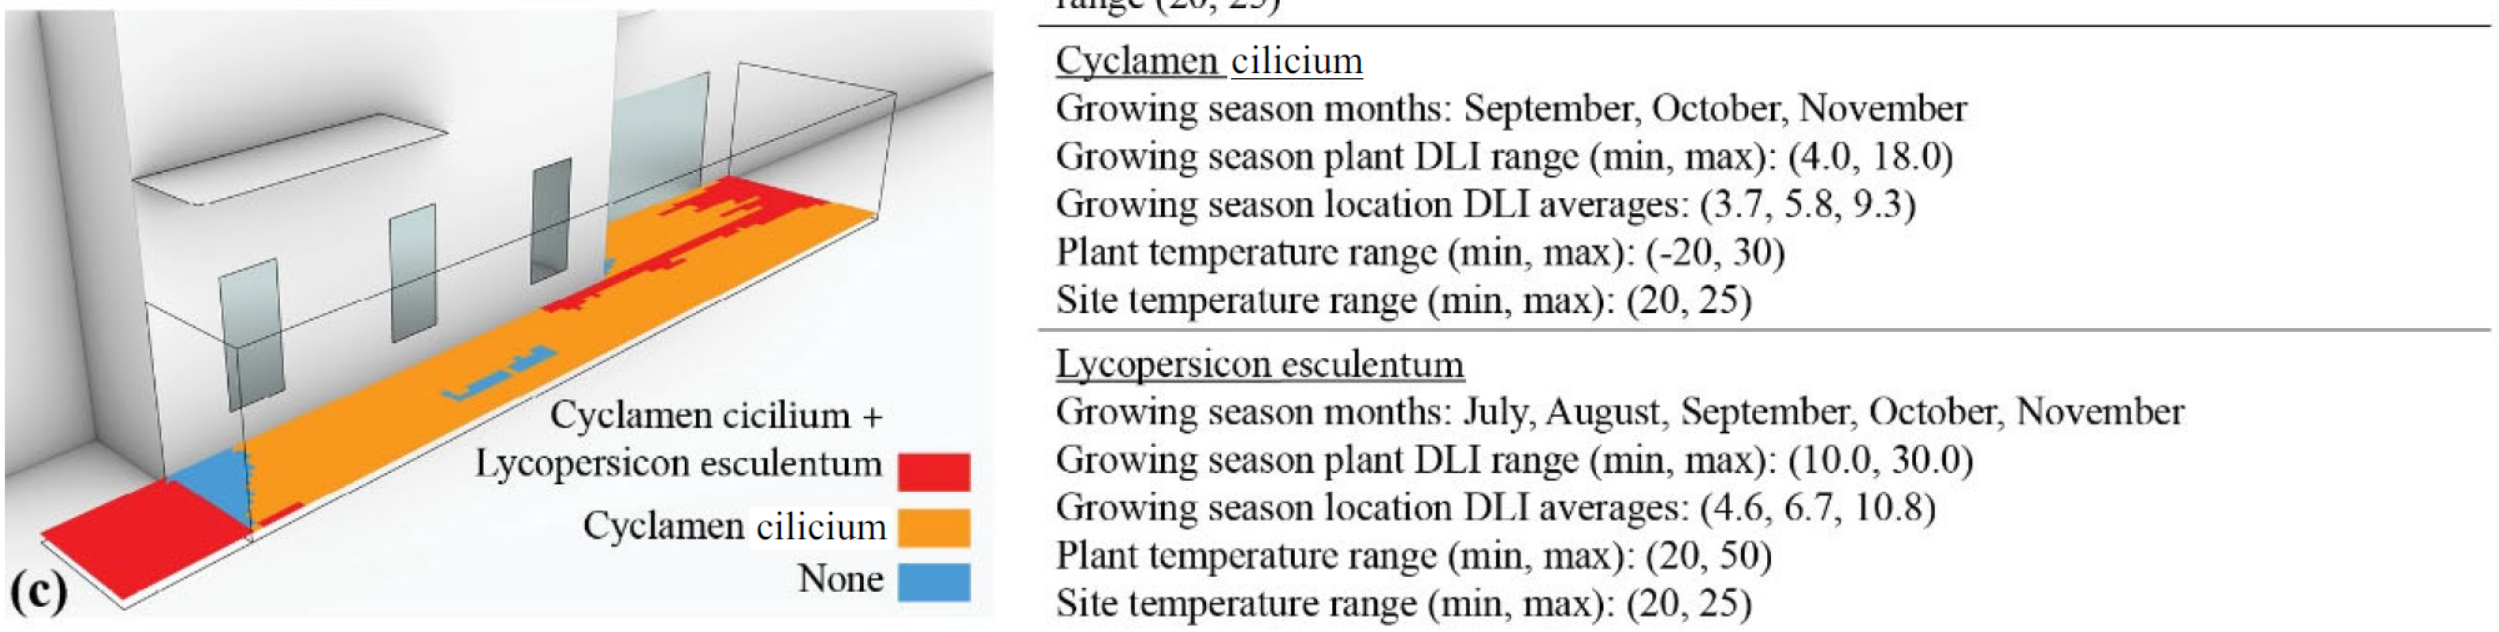 Cyclamen cicilium +
Lycopersicon esculentum
Cyclamen cilicium
None
(c)
range (20, 25)
Cyclamen cilicium
Growing season months: September, October, November
Growing season plant DLI range (min, max): (4.0, 18.0)
Growing season location DLI averages: (3.7, 5.8, 9.3)
Plant temperature range (min, max): (-20, 30)
Site temperature range (min, max): (20, 25)
Lycopersicon esculentum
Growing season months: July, August, September, October, November
Growing season plant DLI range (min, max): (10.0, 30.0)
Growing season location DLI averages: (4.6, 6.7, 10.8)
Plant temperature range (min, max): (20, 50)
Site temperature range (min, max): (20, 25)